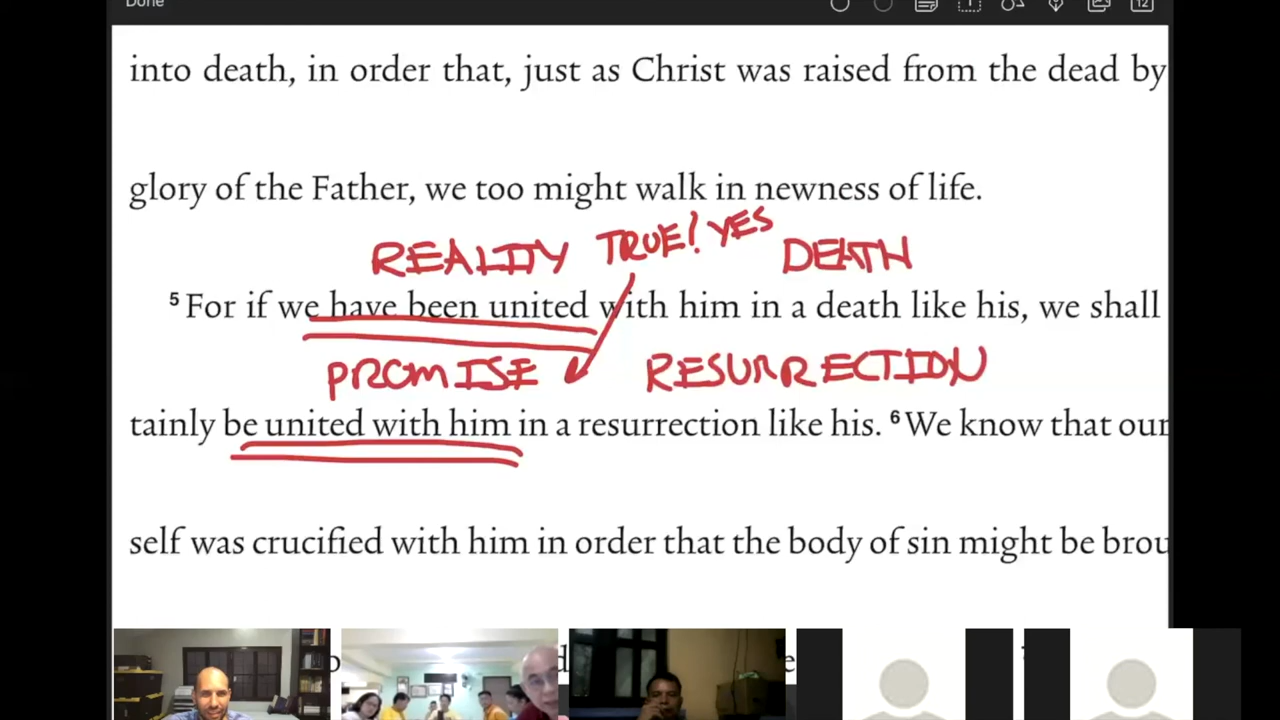 Done
12
into death, in order that, just as Christ was raised from the dead by
glory of the Father, we too might walk in newness of life.
REALITY TRUE! YES DEATH
5 For if we have been united with him in a death like his, we shall
PROMISE RESURRECTION
tainly be united with him in a resurrection like his. 6 We know that our
self was crucified with him in order that the body of sin might be brou